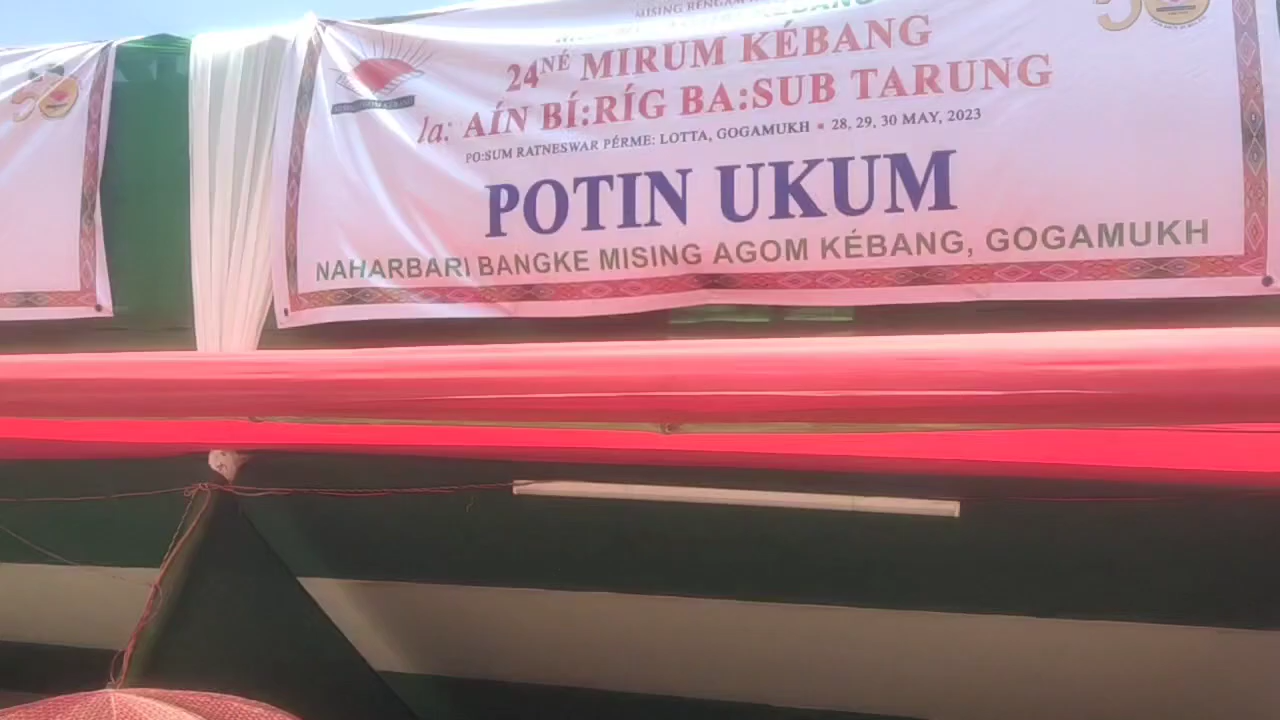 24NÉ MIRUM KÉBANG
la: AÍN BÍ:RÍG BA:SUB TARUNG
PO:SUM RATNESWAR PÉRME: LOTTA, GOGAMUKH ▪ 28, 29, 30 MAY, 2023
POTIN UKUM
NAHARBARI BANGKE MISING AGOM KÉBANG, GOGAMUKH